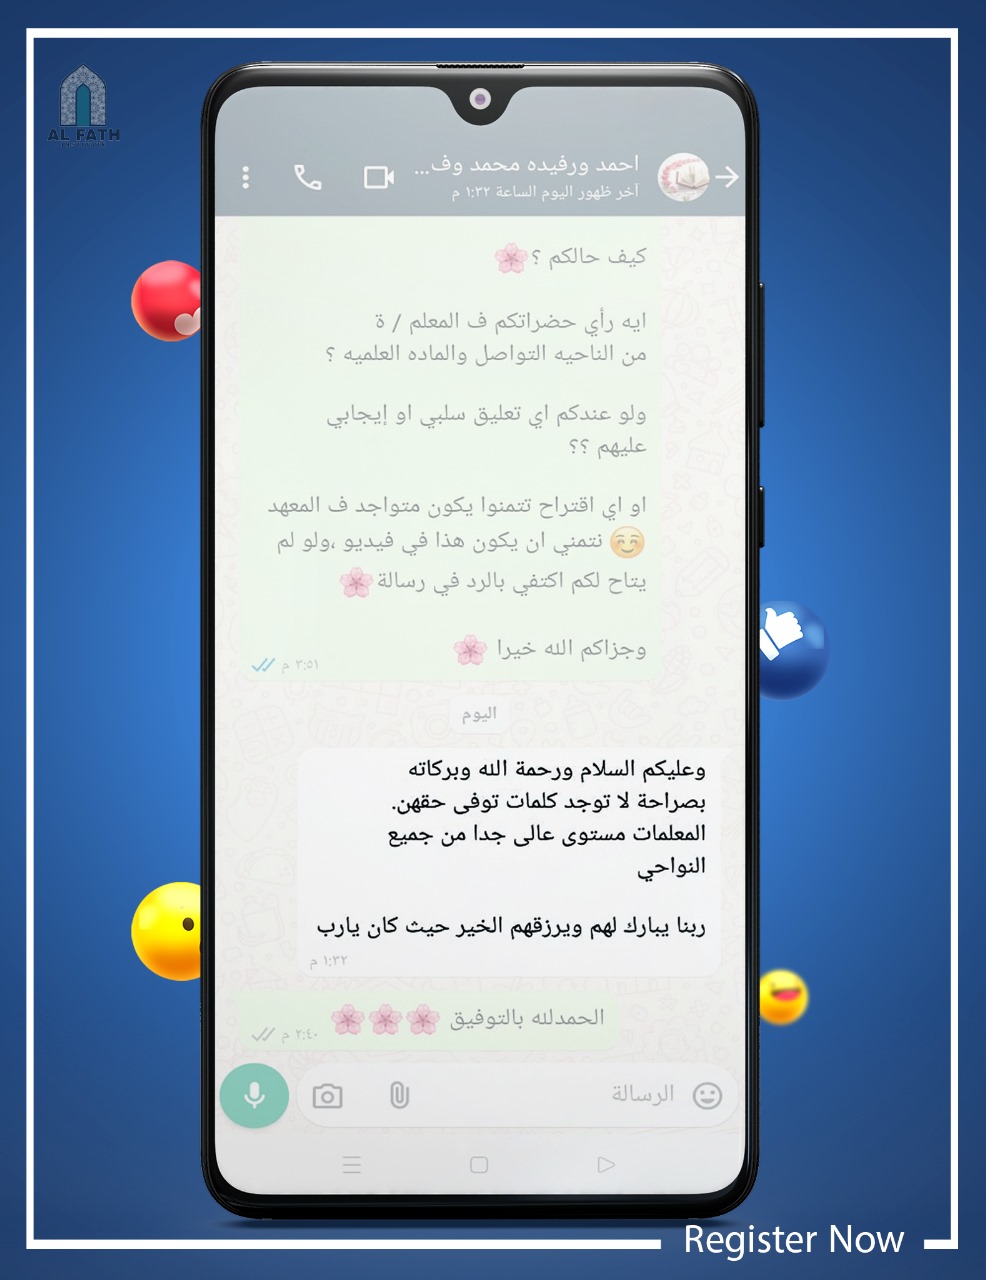 AL FATH
احمد ورفيده محمد وف...
آخر ظهور اليوم الساعة ١:٣٢ م
كيف حالكم ؟🌸
ايه رأي حضراتكم ف المعلم / ة
من الناحيه التواصل والماده العلميه ؟
ولو عندكم اي تعليق سلبي او إيجابي
عليهم ؟؟
او اي اقتراح تتمنوا يكون متواجد ف المعهد
☺️ نتمني ان يكون هذا في فيديو ،ولو لم
يتاح لكم اكتفي بالرد في رسالة🌸
وجزاكم الله خيرا 🌸
٣:٥١ م
اليوم
وعليكم السلام ورحمة الله وبركاته
بصراحة لا توجد كلمات توفى حقهن.
المعلمات مستوى عالى جدا من جميع
النواحي
ربنا يبارك لهم ويرزقهم الخير حيث كان يارب
١:٣٢ م
الحمدلله بالتوفيق 🌸🌸🌸
٢:٤٠ م
الرسالة
Register Now